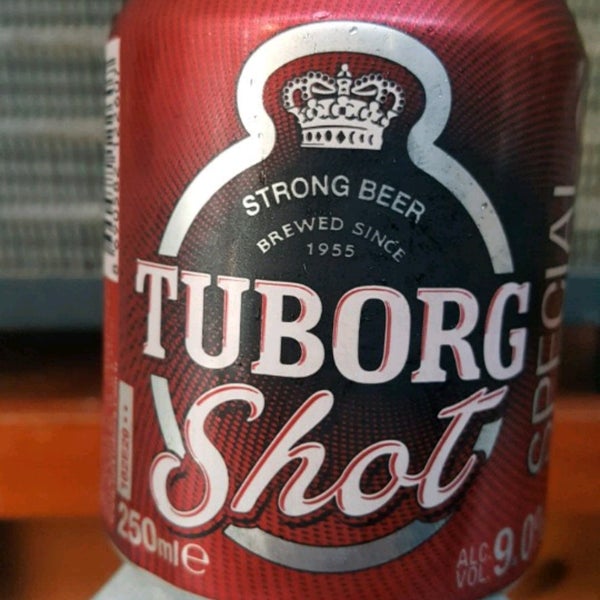 STRONG BEER
BREWED SINCE
1955
TUBORG
Shot
SPECIAL
250ml e
ALC. 9.0
VOL.